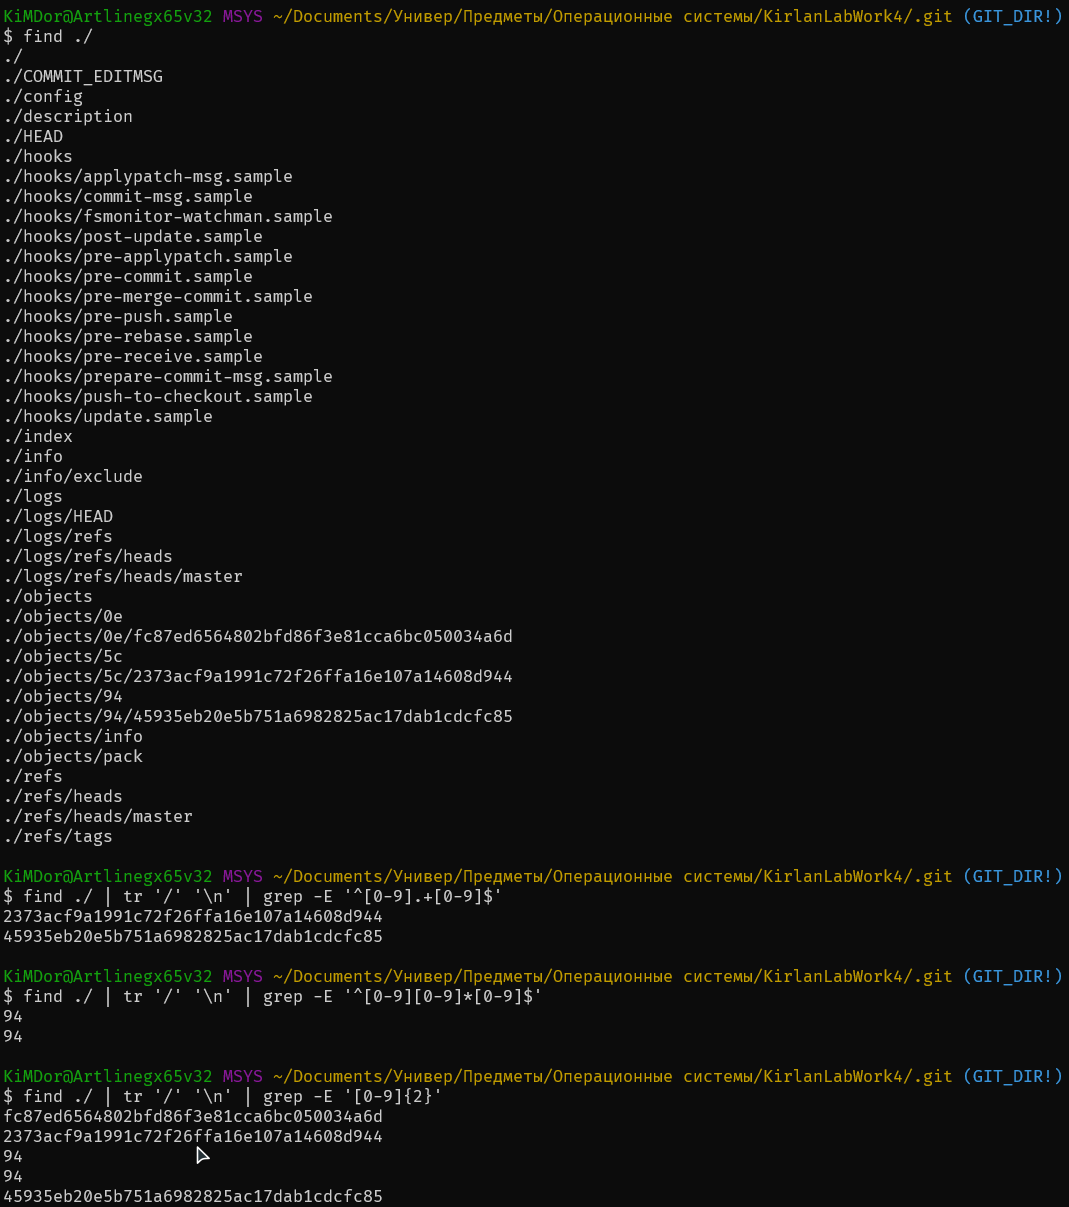 KiMDor@Artlinegx65v32 MSYS ~/Documents/Универ/Предметы/Операционные системы/KirlanLabWork4/.git (GIT_DIR!)
$ find ./
./
./COMMIT_EDITMSG
./config
./description
./HEAD
./hooks
./hooks/applypatch-msg.sample
./hooks/commit-msg.sample
./hooks/fsmonitor-watchman.sample
./hooks/post-update.sample
./hooks/pre-applypatch.sample
./hooks/pre-commit.sample
./hooks/pre-merge-commit.sample
./hooks/pre-push.sample
./hooks/pre-rebase.sample
./hooks/pre-receive.sample
./hooks/prepare-commit-msg.sample
./hooks/push-to-checkout.sample
./hooks/update.sample
./index
./info
./info/exclude
./logs
./logs/HEAD
./logs/refs
./logs/refs/heads
./logs/refs/heads/master
./objects
./objects/0e
./objects/0e/fc87ed6564802bfd86f3e81cca6bc050034a6d
./objects/5c
./objects/5c/2373acf9a1991c72f26ffa16e107a14608d944
./objects/94
./objects/94/45935eb20e5b751a6982825ac17dab1cdcfc85
./objects/info
./objects/pack
./refs
./refs/heads
./refs/heads/master
./refs/tags
KiMDor@Artlinegx65v32 MSYS ~/Documents/Универ/Предметы/Операционные системы/KirlanLabWork4/.git (GIT_DIR!)
$ find ./ | tr '/' '\n' | grep -E '^[0-9].+[0-9]$'
2373acf9a1991c72f26ffa16e107a14608d944
45935eb20e5b751a6982825ac17dab1cdcfc85
KiMDor@Artlinegx65v32 MSYS ~/Documents/Универ/Предметы/Операционные системы/KirlanLabWork4/.git (GIT_DIR!)
$ find ./ | tr '/' '\n' | grep -E '^[0-9][0-9]*[0-9]$'
94
94
KiMDor@Artlinegx65v32 MSYS ~/Documents/Универ/Предметы/Операционные системы/KirlanLabWork4/.git (GIT_DIR!)
$ find ./ | tr '/' '\n' | grep -E '[0-9]{2}'
fc87ed6564802bfd86f3e81cca6bc050034a6d
2373acf9a1991c72f26ffa16e107a14608d944
94
94
45935eb20e5b751a6982825ac17dab1cdcfc85